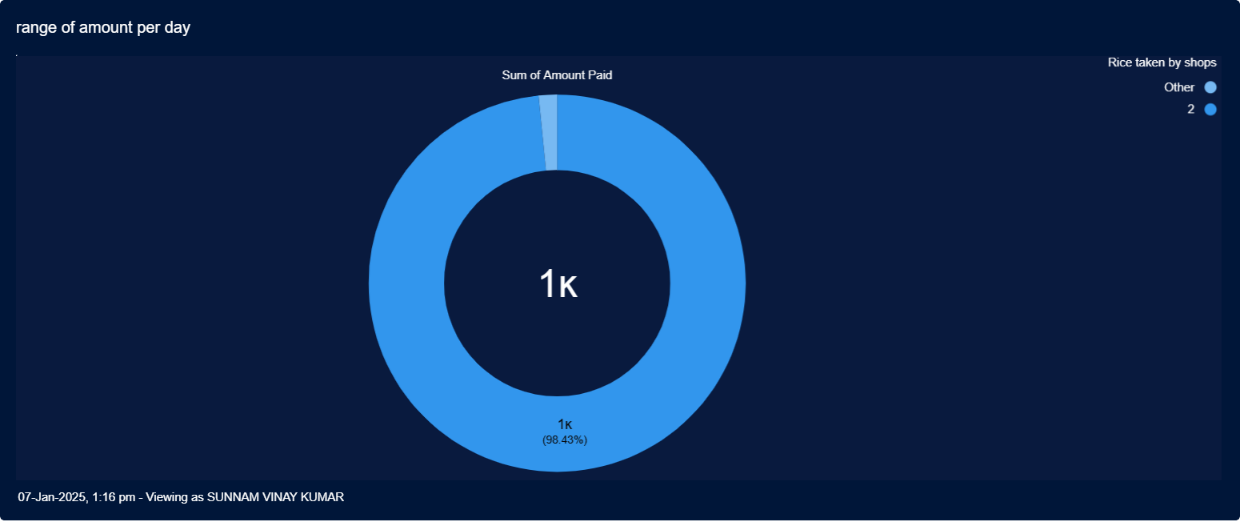 range of amount per day
Sum of Amount Paid
Rice taken by shops
Other
2
1K
1K
(98.43%)
07-Jan-2025, 1:16 pm - Viewing as SUNNAM VINAY KUMAR